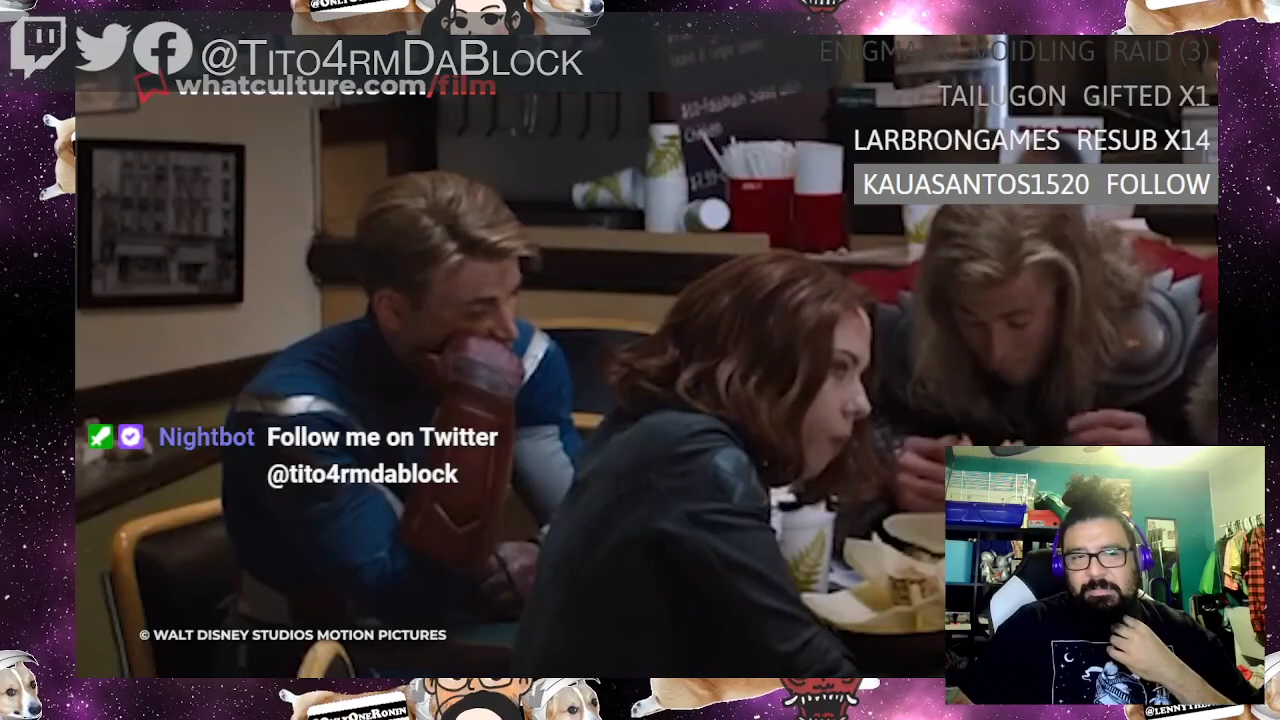 @Tito4rmDaBlock
whatculture.com/film
RAID (3)
TAILUGON GIFTED X1
LARBRONGAMES RESUB X14
KAUASANTOS1520 FOLLOW
Nightbot Follow me on Twitter
@tito4rmdablock
© WALT DISNEY STUDIOS MOTION PICTURES